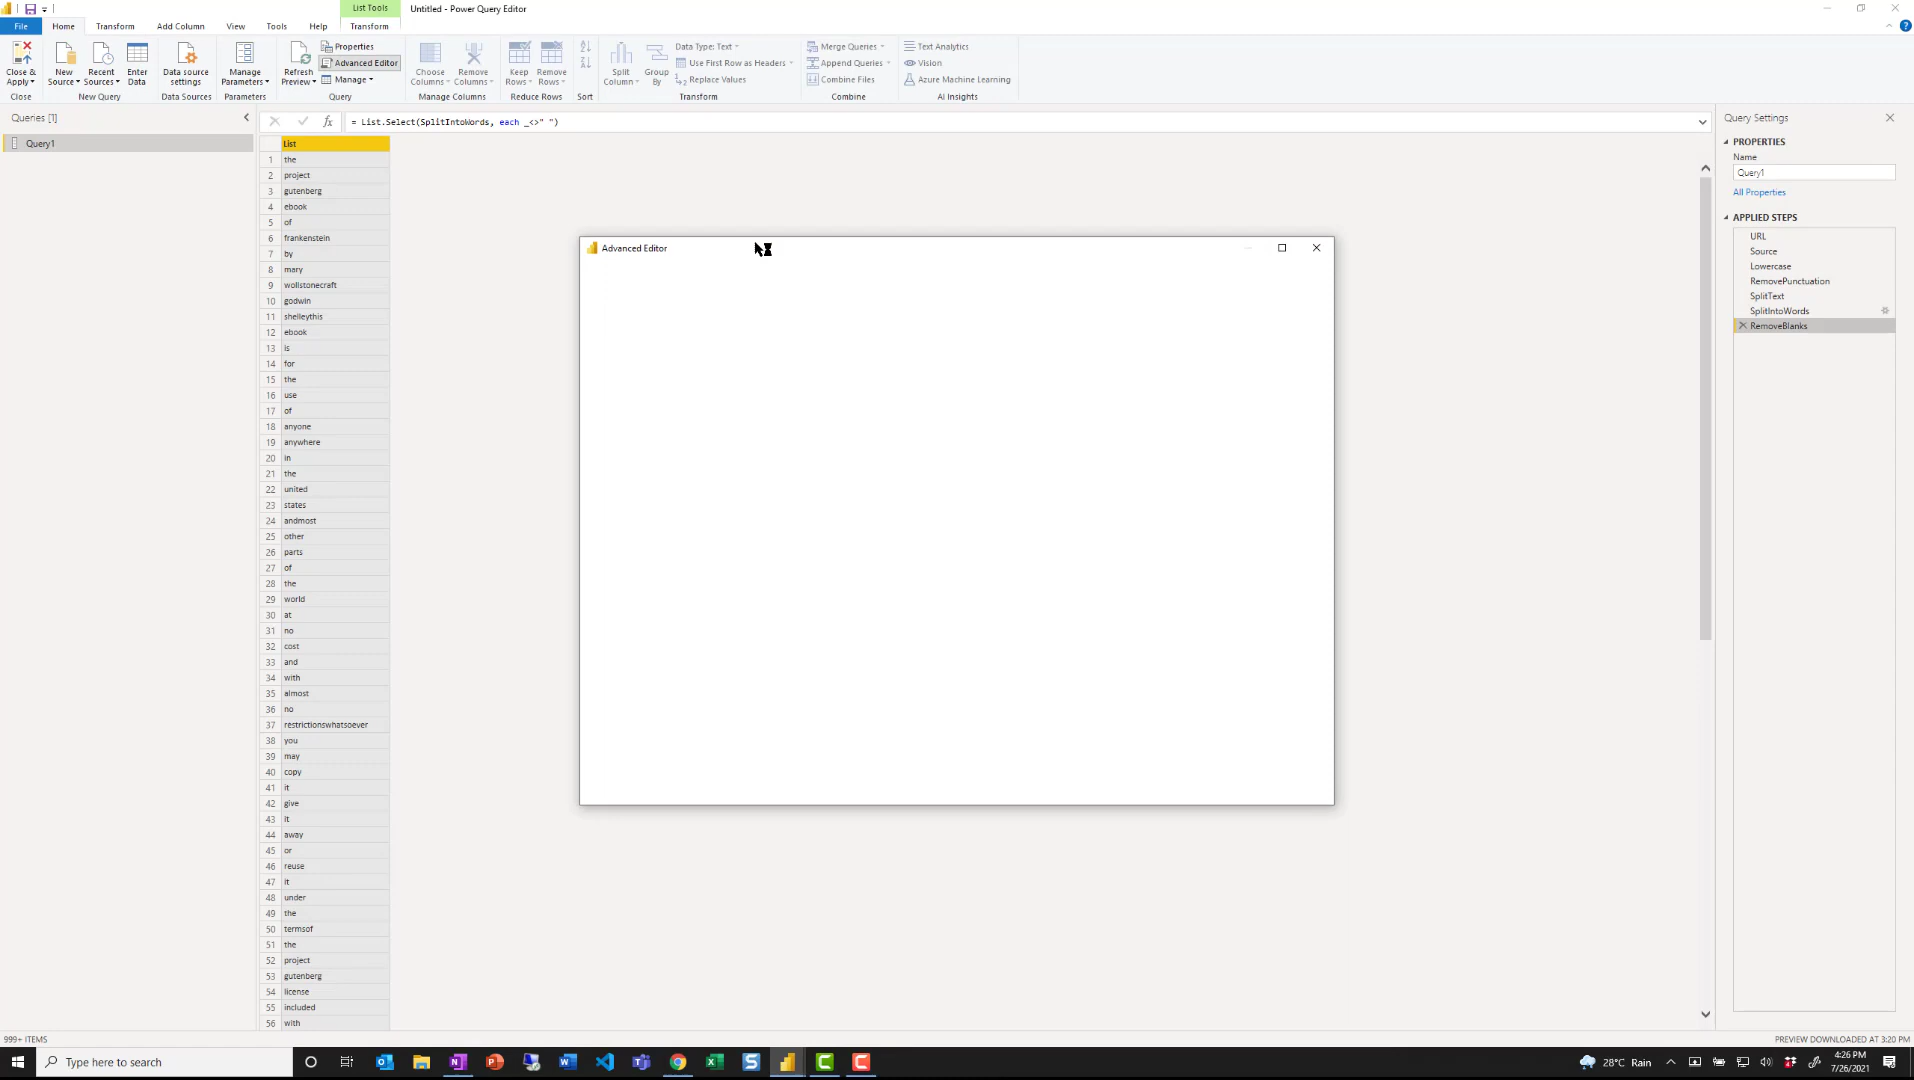 List Tools
Untitled - Power Query Editor
File
Home
Transform
Add Column
View
Tools
Help
Transform
Close & Apply
New Source
Recent Sources
Enter Data
Data source settings
Manage Parameters
Refresh Preview
Properties
Advanced Editor
Manage
Choose Columns
Remove Columns
Keep Rows
Remove Rows
Split Column
Group By
Data Type: Text
Use First Row as Headers
Replace Values
Merge Queries
Append Queries
Combine Files
Text Analytics
Vision
Azure Machine Learning
Close
New Query
Data Sources
Parameters
Query
Manage Columns
Reduce Rows
Sort
Transform
Combine
AI Insights
Queries [1]
Query1
fx
= List.Select(SplitIntoWords, each _<>" ")
List
1 the
2 project
3 gutenberg
4 ebook
5 of
6 frankenstein
7 by
8 mary
9 wollstonecraft
10 godwin
11 shelleythis
12 ebook
13 is
14 for
15 the
16 use
17 of
18 anyone
19 anywhere
20 in
21 the
22 united
23 states
24 andmost
25 other
26 parts
27 of
28 the
29 world
30 at
31 no
32 cost
33 and
34 with
35 almost
36 no
37 restrictionswhatsoever
38 you
39 may
40 copy
41 it
42 give
43 it
44 away
45 or
46 reuse
47 it
48 under
49 the
50 termsof
51 the
52 project
53 gutenberg
54 license
55 included
56 with
Advanced Editor
Query Settings
PROPERTIES
Name
Query1
All Properties
APPLIED STEPS
URL
Source
Lowercase
RemovePunctuation
SplitText
SplitIntoWords
RemoveBlanks
999+ ITEMS
PREVIEW DOWNLOADED AT 3:20 PM
Type here to search
28°C Rain
4:26 PM
7/26/2021